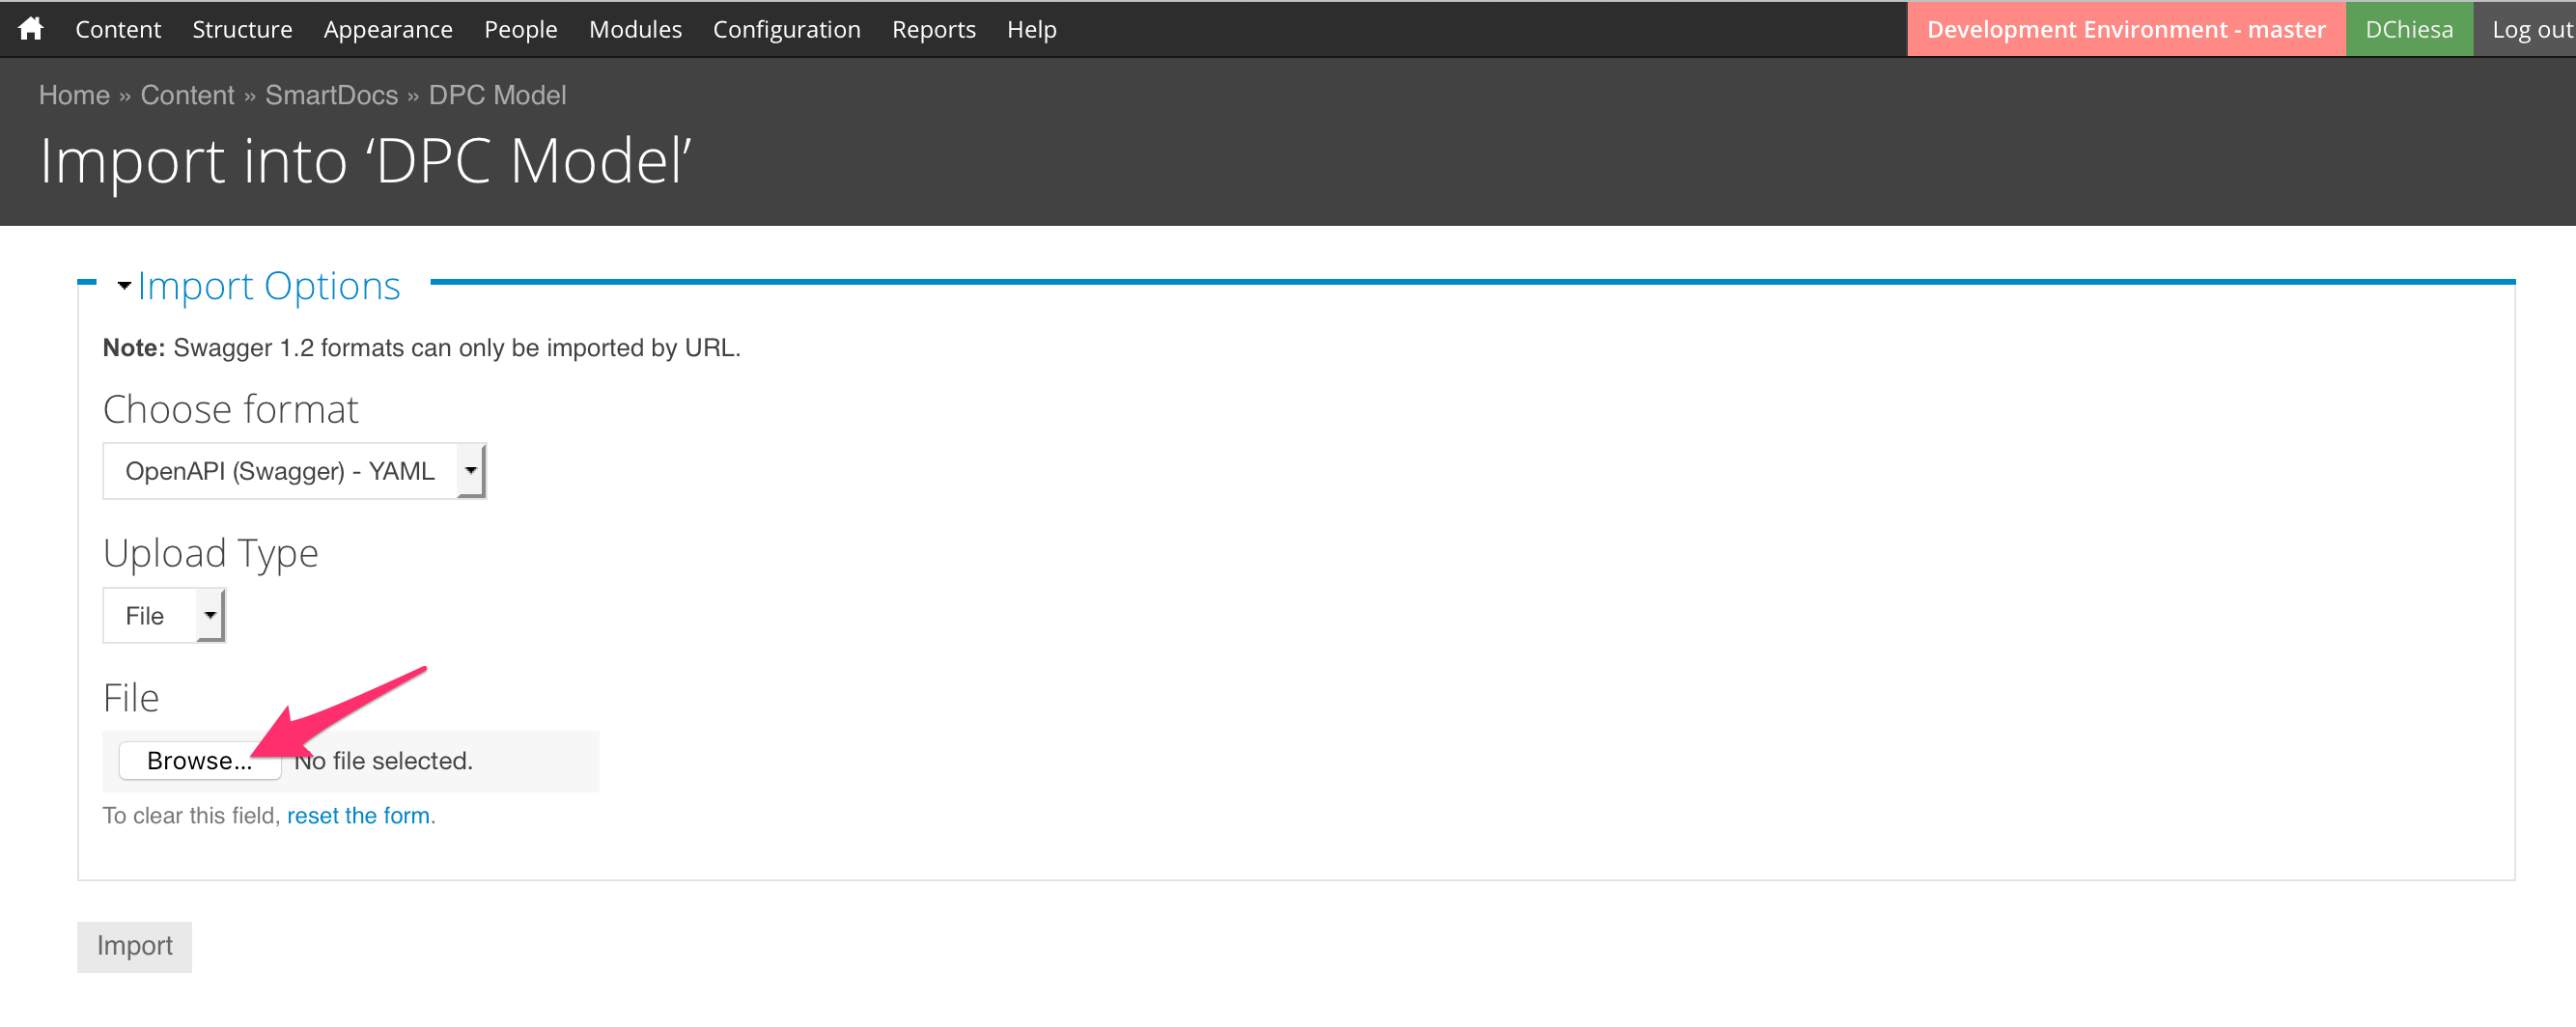 Content Structure Appearance People Modules Configuration Reports Help Development Environment - master DChiesa Log out
Home » Content » SmartDocs » DPC Model
Import into ‘DPC Model’
Import Options
Note: Swagger 1.2 formats can only be imported by URL.
Choose format
OpenAPI (Swagger) - YAML
Upload Type
File
File
Browse... No file selected.
To clear this field, reset the form.
Import